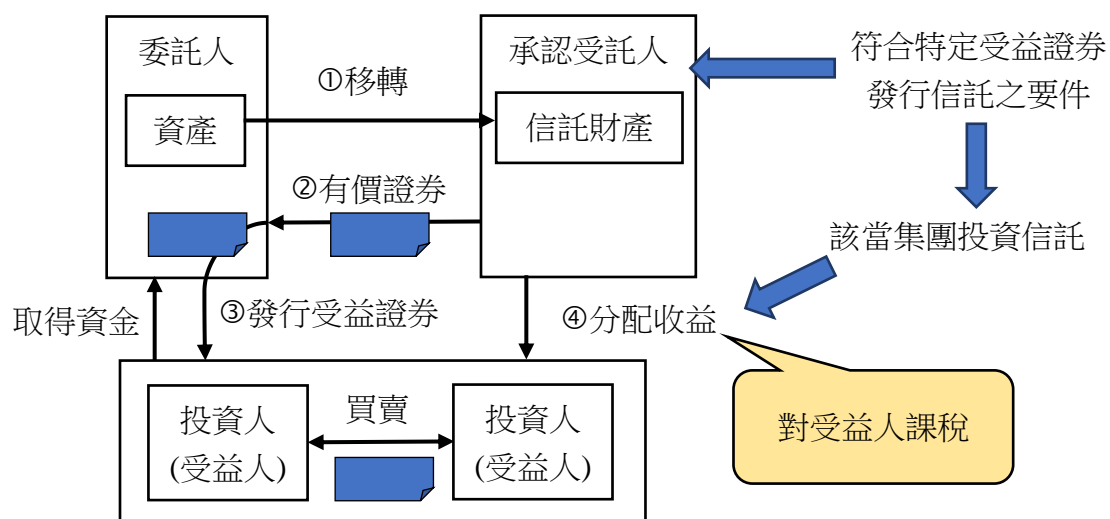 委託人
資產
①移轉
承認受託人
信託財產
符合特定受益證券
發行信託之要件
②有價證券
該當集團投資信託
取得資金
③發行受益證券
④分配收益
投資人
(受益人)
買賣
投資人
(受益人)
對受益人課稅